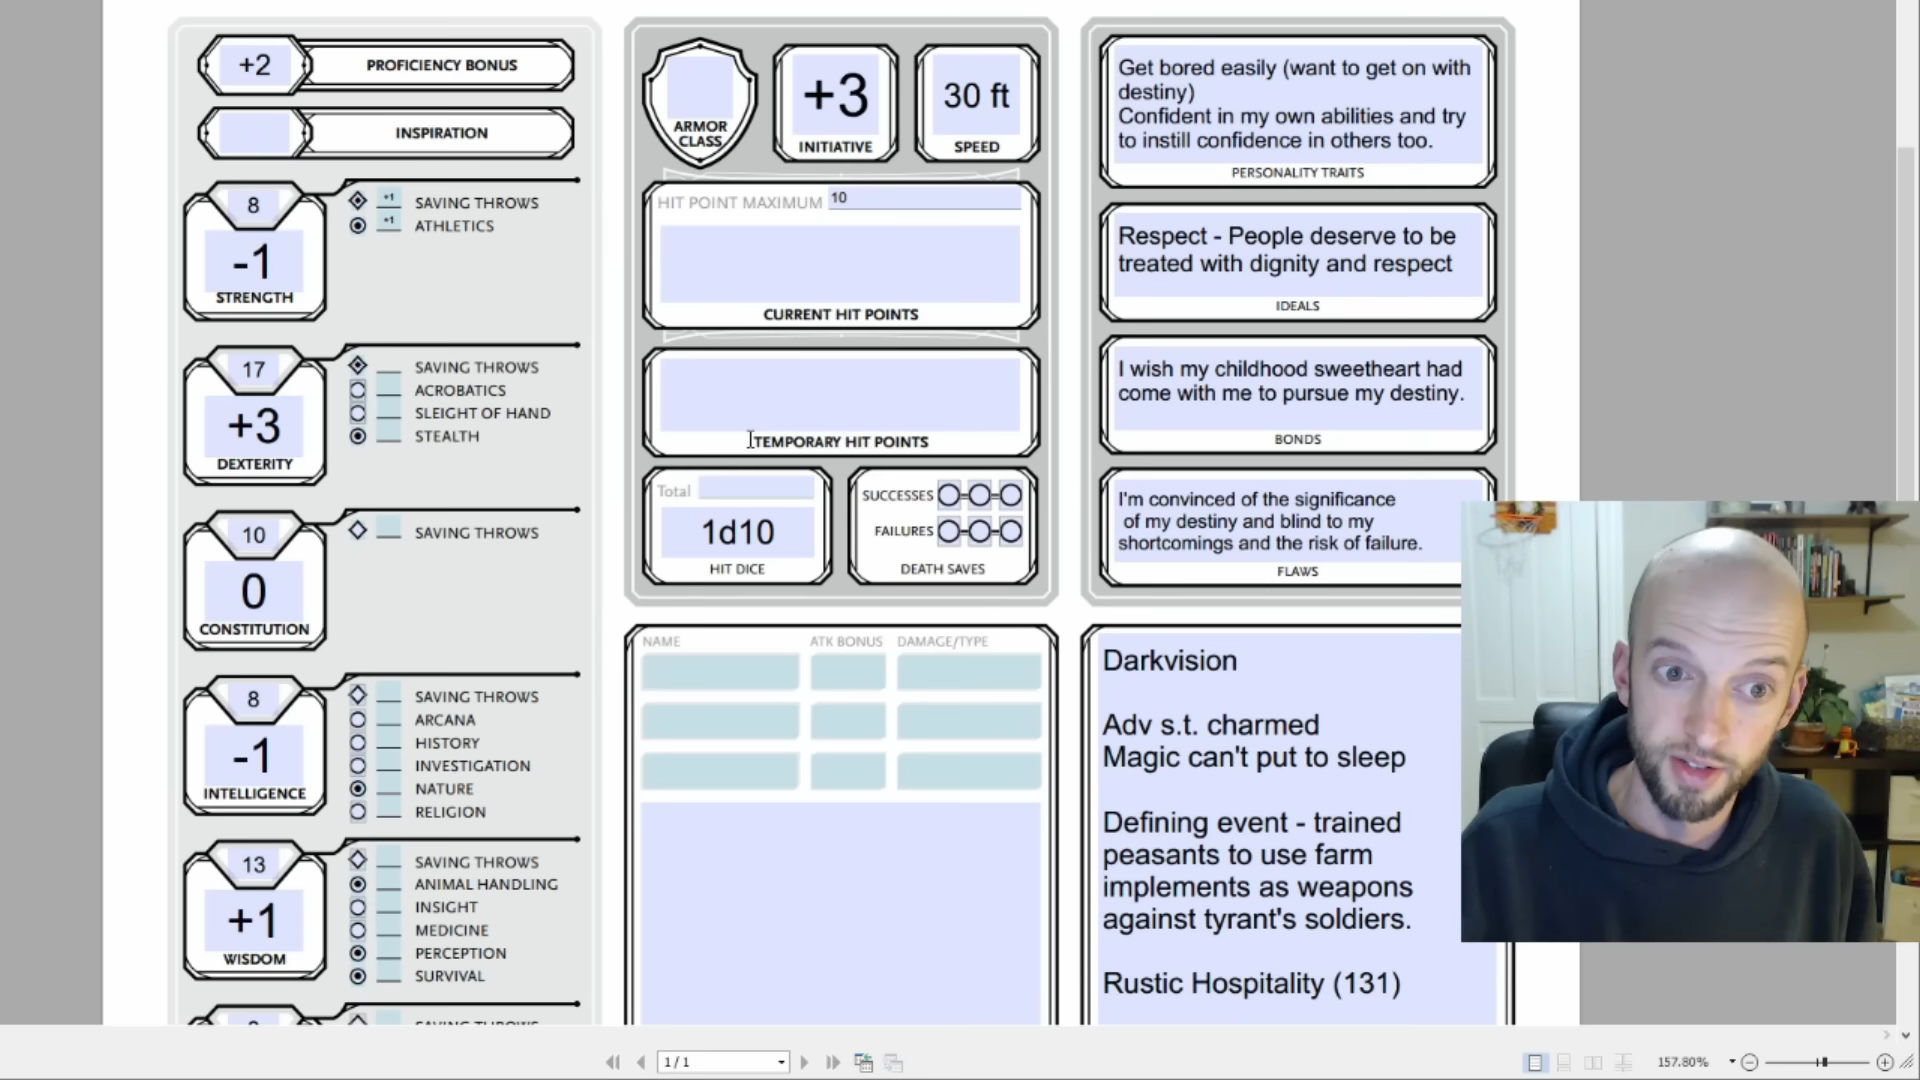 +2
PROFICIENCY BONUS
INSPIRATION
8
-1
STRENGTH
+1 SAVING THROWS
+1 ATHLETICS
17
+3
DEXTERITY
SAVING THROWS
ACROBATICS
SLEIGHT OF HAND
STEALTH
10
0
CONSTITUTION
SAVING THROWS
8
-1
INTELLIGENCE
SAVING THROWS
ARCANA
HISTORY
INVESTIGATION
NATURE
RELIGION
13
+1
WISDOM
SAVING THROWS
ANIMAL HANDLING
INSIGHT
MEDICINE
PERCEPTION
SURVIVAL
SAVING THROWS
ARMOR
CLASS
+3
INITIATIVE
30 ft
SPEED
HIT POINT MAXIMUM 10
CURRENT HIT POINTS
TEMPORARY HIT POINTS
Total
1d10
HIT DICE
SUCCESSES
FAILURES
DEATH SAVES
NAME ATK BONUS DAMAGE/TYPE
Get bored easily (want to get on with
destiny)
Confident in my own abilities and try
to instill confidence in others too.
PERSONALITY TRAITS
Respect - People deserve to be
treated with dignity and respect
IDEALS
I wish my childhood sweetheart had
come with me to pursue my destiny.
BONDS
I'm convinced of the significance
of my destiny and blind to my
shortcomings and the risk of failure.
FLAWS
Darkvision
Adv s.t. charmed
Magic can't put to sleep
Defining event - trained
peasants to use farm
implements as weapons
against tyrant's soldiers.
Rustic Hospitality (131)
1 / 1
157.80%